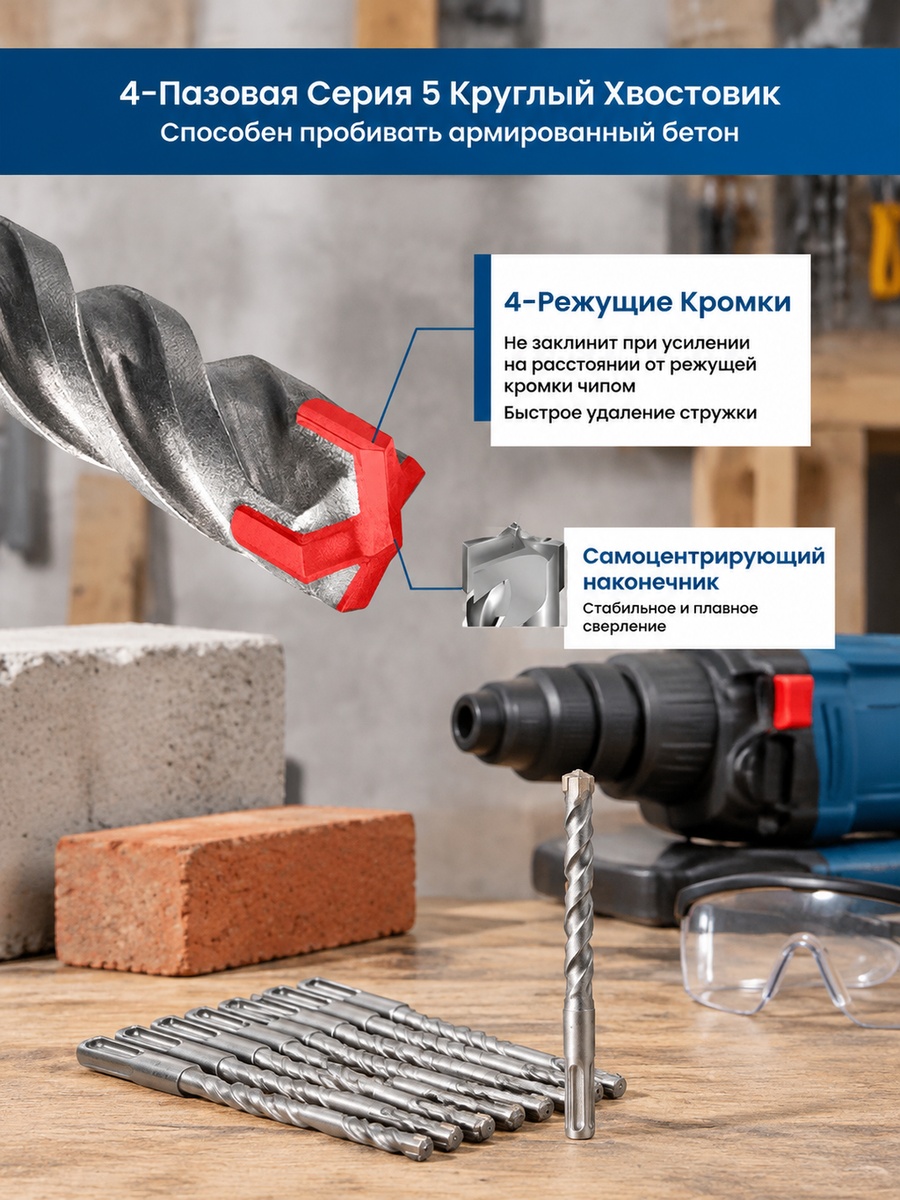 4-Пазовая Серия 5 Круглый Хвостовик
Способен пробивать армированный бетон
4-Режущие Кромки
Не заклинит при усилении
на расстоянии от режущей
кромки чипом
Быстрое удаление стружки
Самоцентрирующий
наконечник
Стабильное и плавное
сверление